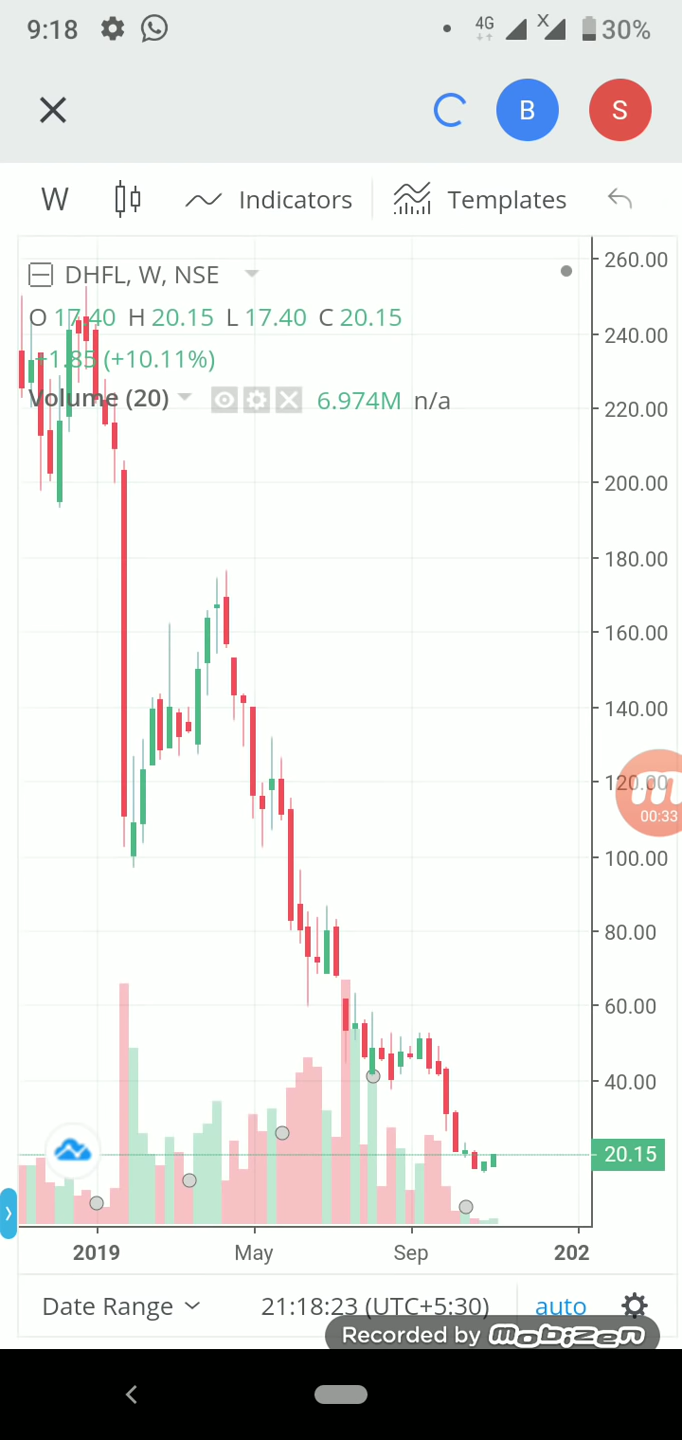 9:18 4G X 30%
B S
W Indicators Templates
DHFL, W, NSE
O 17.40 H 20.15 L 17.40 C 20.15
+1.85 (+10.11%)
Volume (20) 6.974M n/a
260.00
240.00
220.00
200.00
180.00
160.00
140.00
120.00
100.00
80.00
60.00
40.00
20.15
m
00:33
2019 May Sep 202
Date Range 21:18:23 (UTC+5:30) auto
Recorded by mobizen